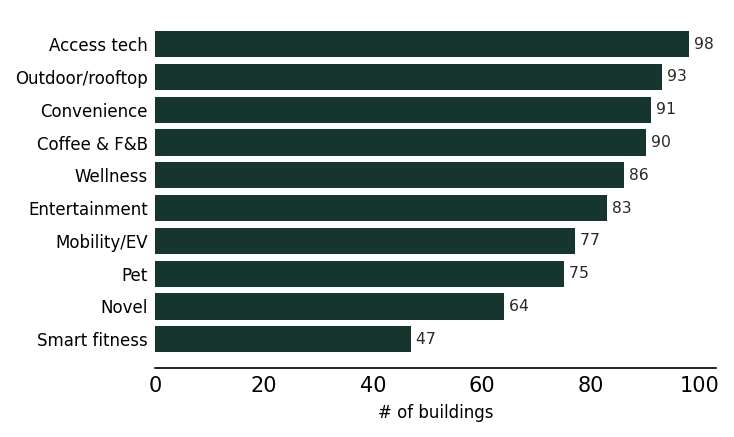 Access tech 98
Outdoor/rooftop 93
Convenience 91
Coffee & F&B 90
Wellness 86
Entertainment 83
Mobility/EV 77
Pet 75
Novel 64
Smart fitness 47
0 20 40 60 80 100
# of buildings